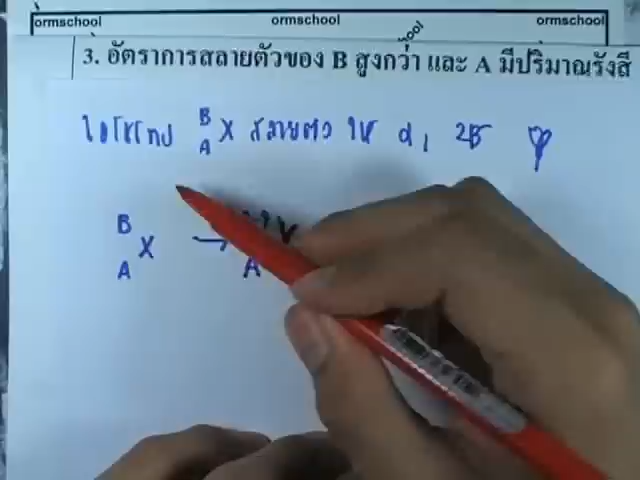 ormschool ormschool ormschool
ool
3. อัตราการสลายตัวของ B สูงกว่า และ A มีปริมาณรังสี
ไอโซโทป B A X สลายตัว ให้ α, 2β
B A X → A